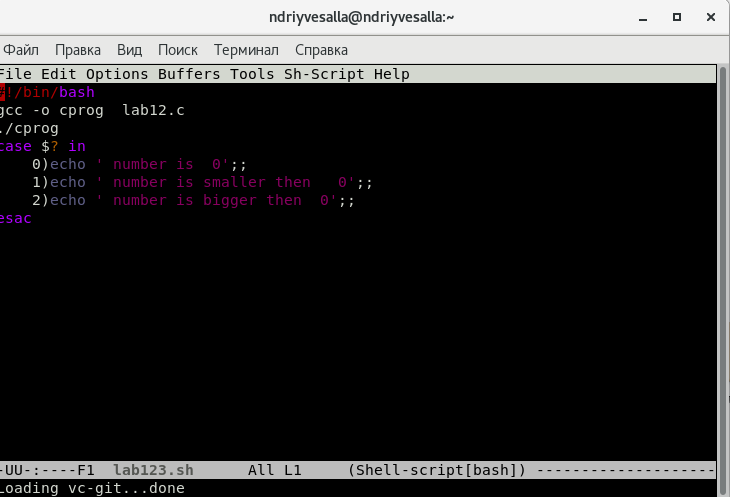 ndriyvesalla@ndriyvesalla:~
Файл Правка Вид Поиск Терминал Справка
File Edit Options Buffers Tools Sh-Script Help
#!/bin/bash
gcc -o cprog  lab12.c
./cprog
case $? in
    0)echo ' number is  0';;
    1)echo ' number is smaller then   0';;
    2)echo ' number is bigger then  0';;
esac
-UU-:----F1  lab123.sh      All L1     (Shell-script[bash]) --------------------
Loading vc-git...done